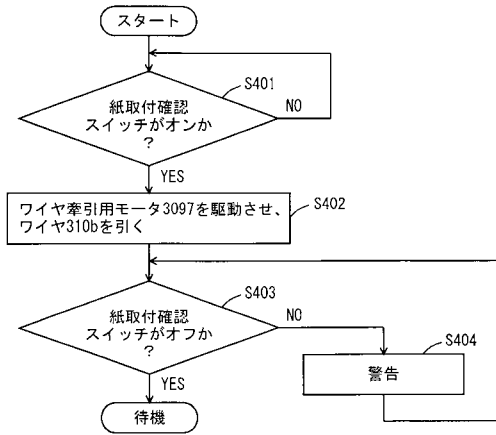 スタート
S401
紙取付確認
スイッチがオンか
?
NO
YES
ワイヤ牽引用モータ3097を駆動させ、
ワイヤ310bを引く
S402
S403
紙取付確認
スイッチがオフか
?
NO
S404
警告
YES
待機